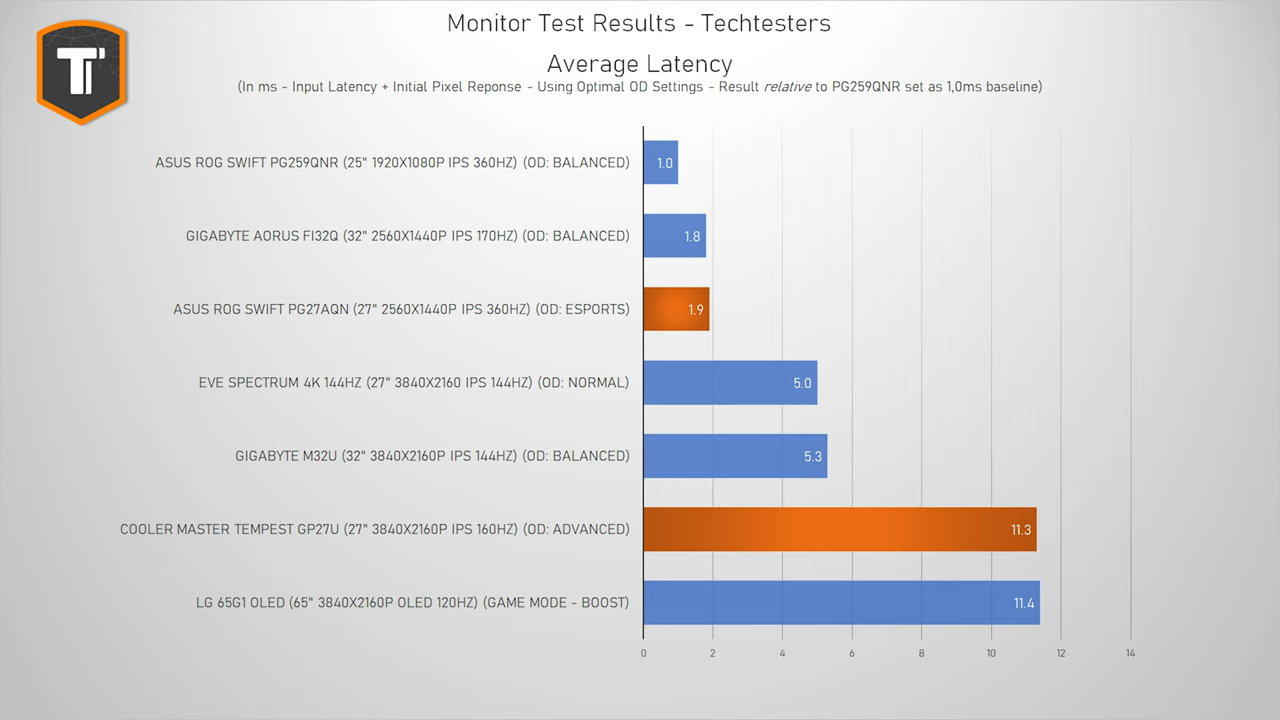 Monitor Test Results - Techtesters
Average Latency
(In ms - Input Latency + Initial Pixel Reponse - Using Optimal OD Settings - Result relative to PG259QNR set as 1,0ms baseline)
TI
ASUS ROG SWIFT PG259QNR (25" 1920X1080P IPS 360HZ) (OD: BALANCED) 1.0
GIGABYTE AORUS FI32Q (32" 2560X1440P IPS 170HZ) (OD: BALANCED) 1.8
ASUS ROG SWIFT PG27AQN (27" 2560X1440P IPS 360HZ) (OD: ESPORTS) 1.9
EVE SPECTRUM 4K 144HZ (27" 3840X2160 IPS 144HZ) (OD: NORMAL) 5.0
GIGABYTE M32U (32" 3840X2160P IPS 144HZ) (OD: BALANCED) 5.3
COOLER MASTER TEMPEST GP27U (27" 3840X2160P IPS 160HZ) (OD: ADVANCED) 11.3
LG 65G1 OLED (65" 3840X2160P OLED 120HZ) (GAME MODE - BOOST) 11.4
0 2 4 6 8 10 12 14